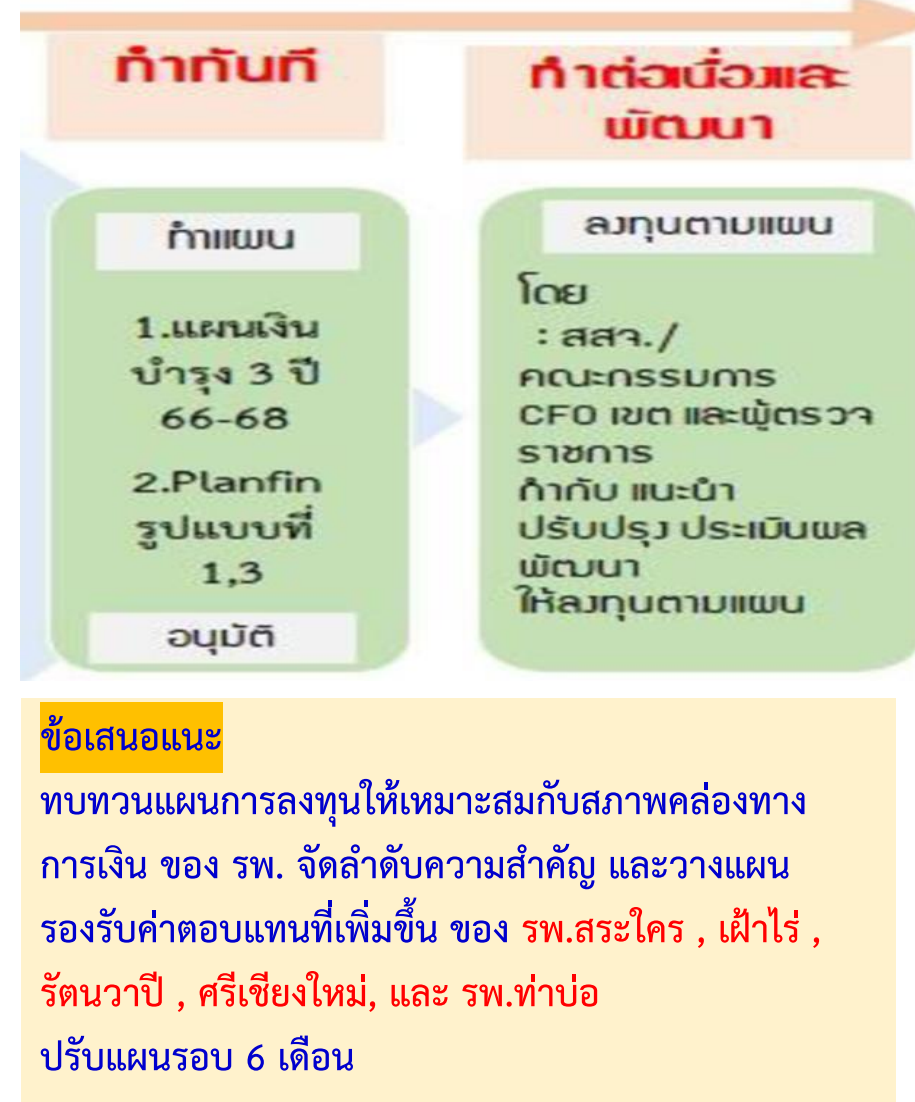 ทำทันที
ทำต่อเนื่องและ
พัฒนา
ทำแผน
1.แผนเงิน
บำรุง 3 ปี
66-68
2.Planfin
รูปแบบที่
1,3
อนุมัติ
ลงทุนตามแผน
โดย
: สสจ./
คณะกรรมการ
CFO เขต และผู้ตรวจ
ราชการ
กำกับ แนะนำ
ปรับปรุง ประเมินผล
พัฒนา
ให้ลงทุนตามแผน
ข้อเสนอแนะ
ทบทวนแผนการลงทุนให้เหมาะสมกับสภาพคล่องทาง
การเงิน ของ รพ. จัดลำดับความสำคัญ และวางแผน
รองรับค่าตอบแทนที่เพิ่มขึ้น ของ รพ.สระใคร , เฝ้าไร่ ,
รัตนวาปี , ศรีเชียงใหม่, และ รพ.ท่าบ่อ
ปรับแผนรอบ 6 เดือน